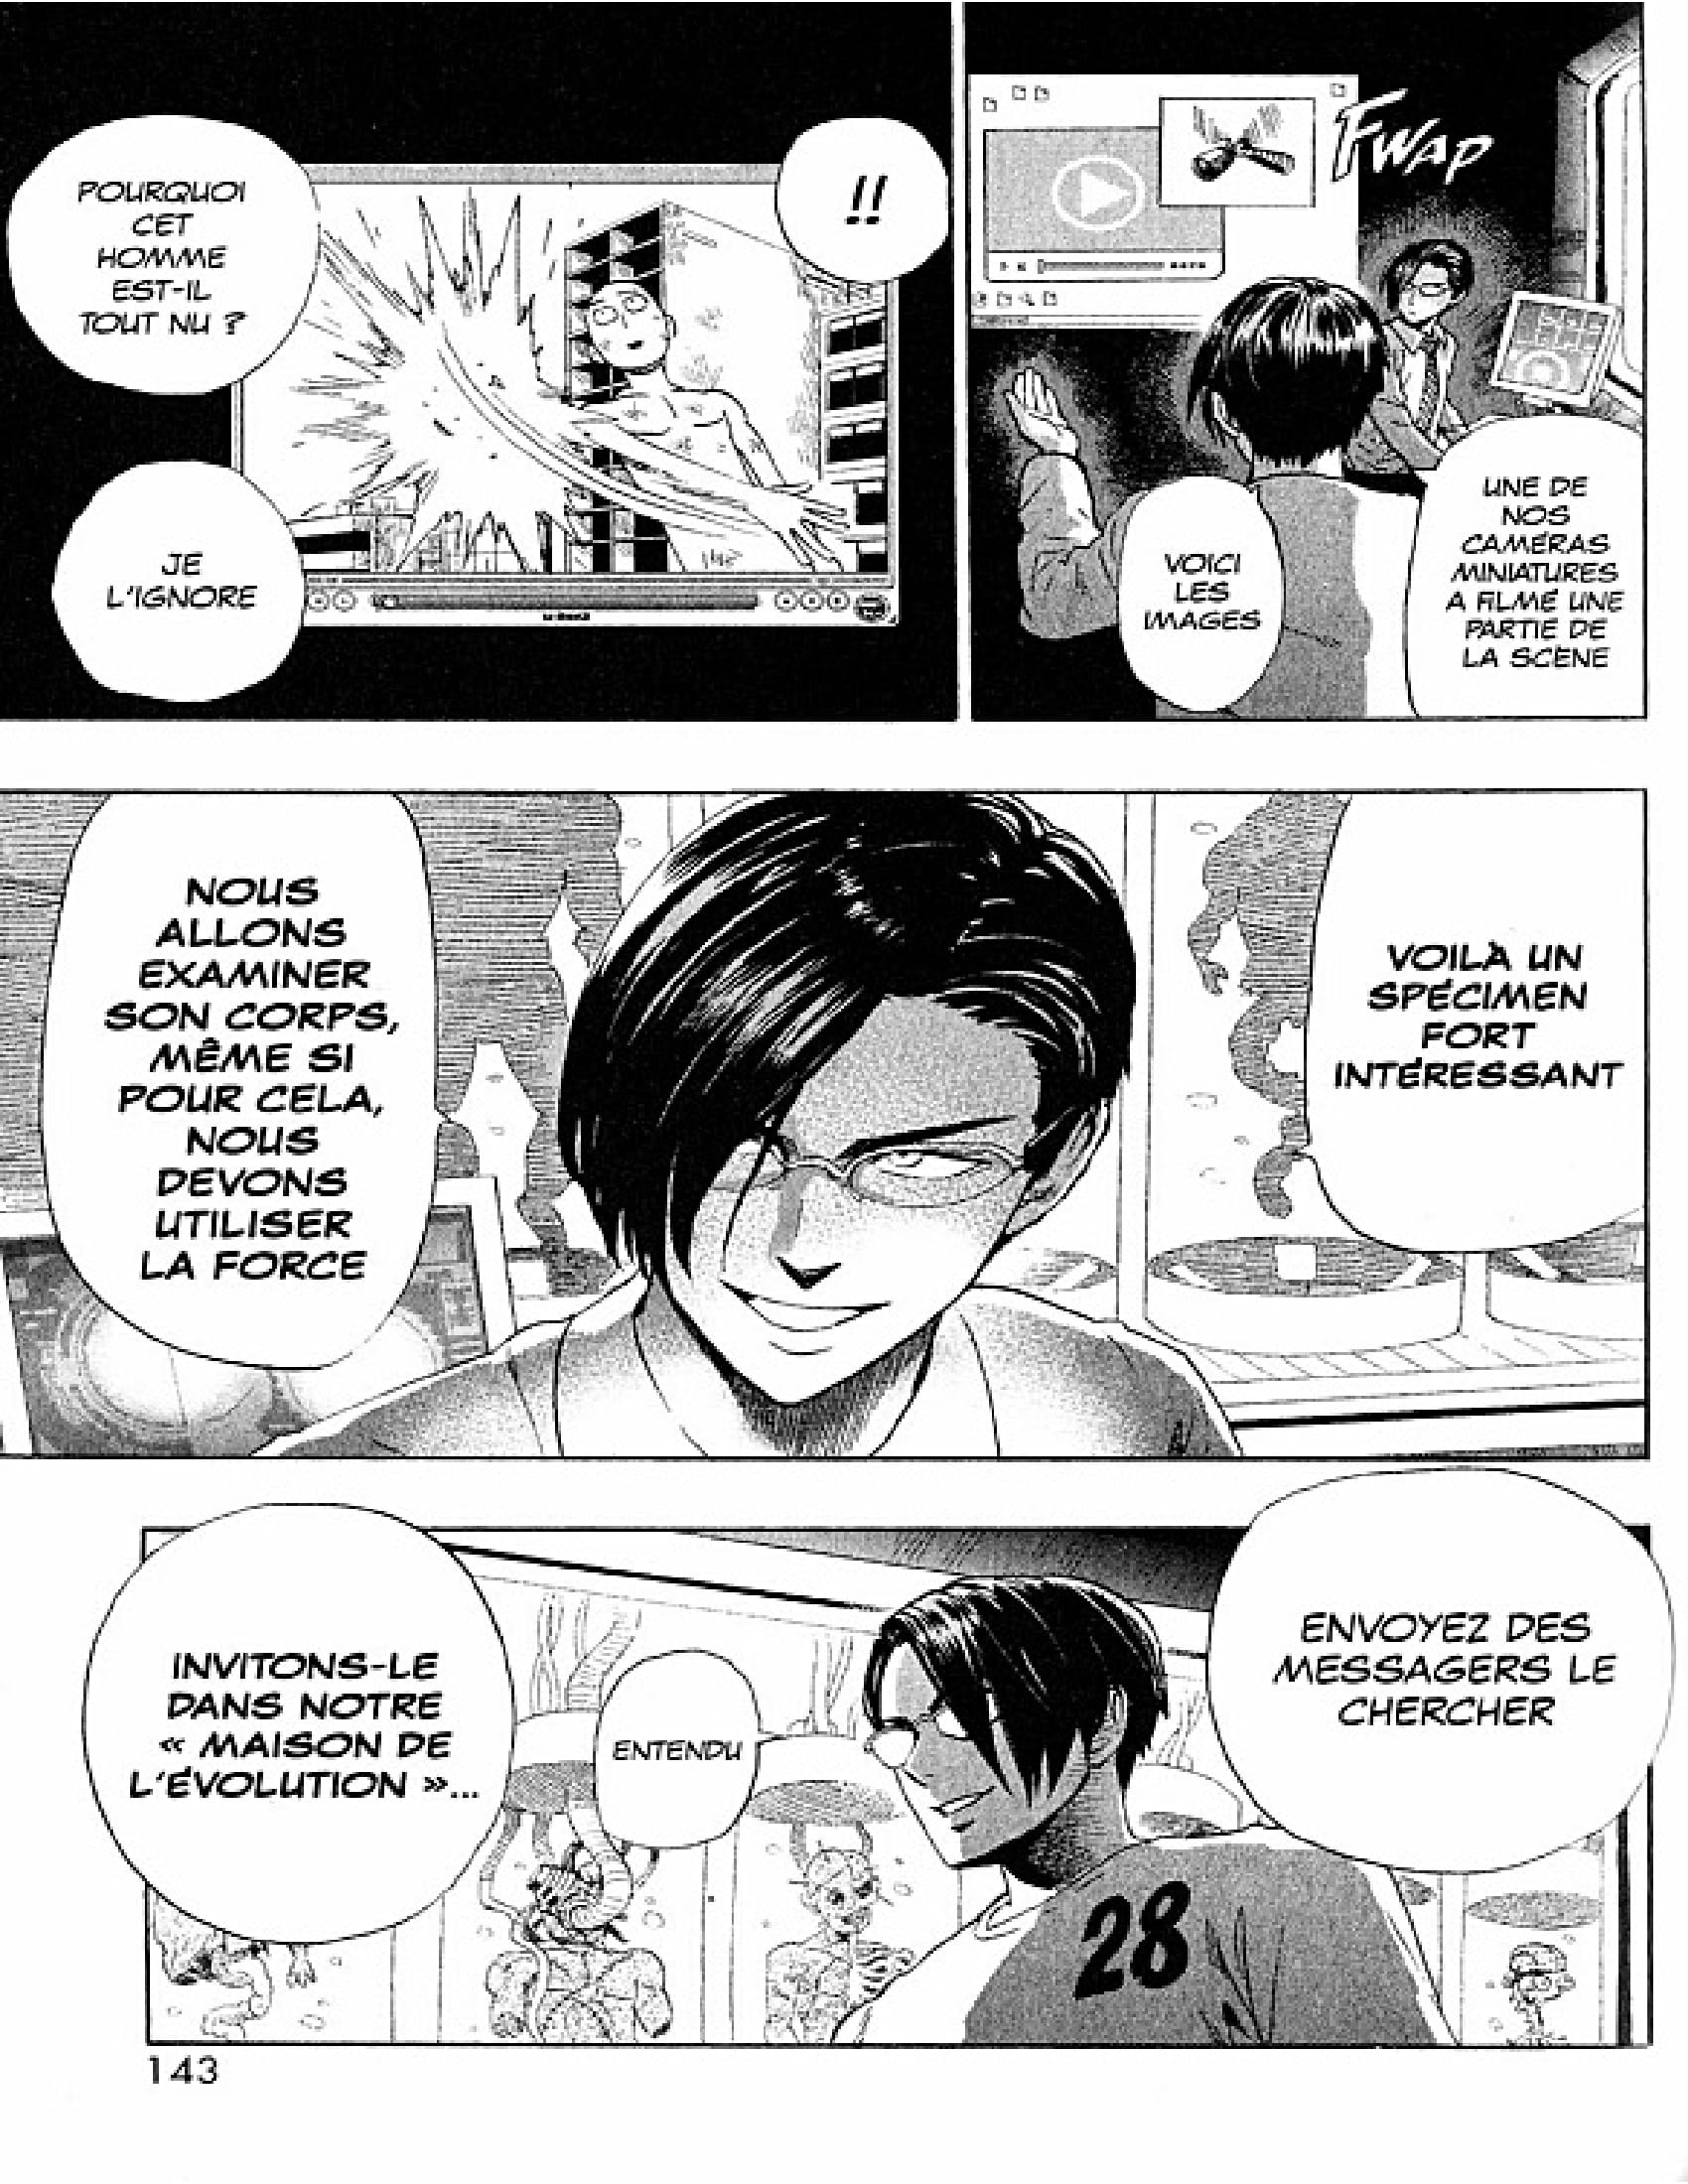 FWAP
UNE DE
NOS
CAMÉRAS
MINIATURES
A FILMÉ UNE
PARTIE DE
LA SCÈNE
VOICI
LES
IMAGES
!!
POURQUOI
CET
HOMME
EST-IL
TOUT NU ?
JE
L'IGNORE
VOILÀ UN
SPÉCIMEN
FORT
INTÉRESSANT
NOUS
ALLONS
EXAMINER
SON CORPS,
MÊME SI
POUR CELA,
NOUS
DEVONS
UTILISER
LA FORCE
ENVOYEZ DES
MESSAGERS LE
CHERCHER
ENTENDU
INVITONS-LE
DANS NOTRE
« MAISON DE
L'ÉVOLUTION »...
28
143